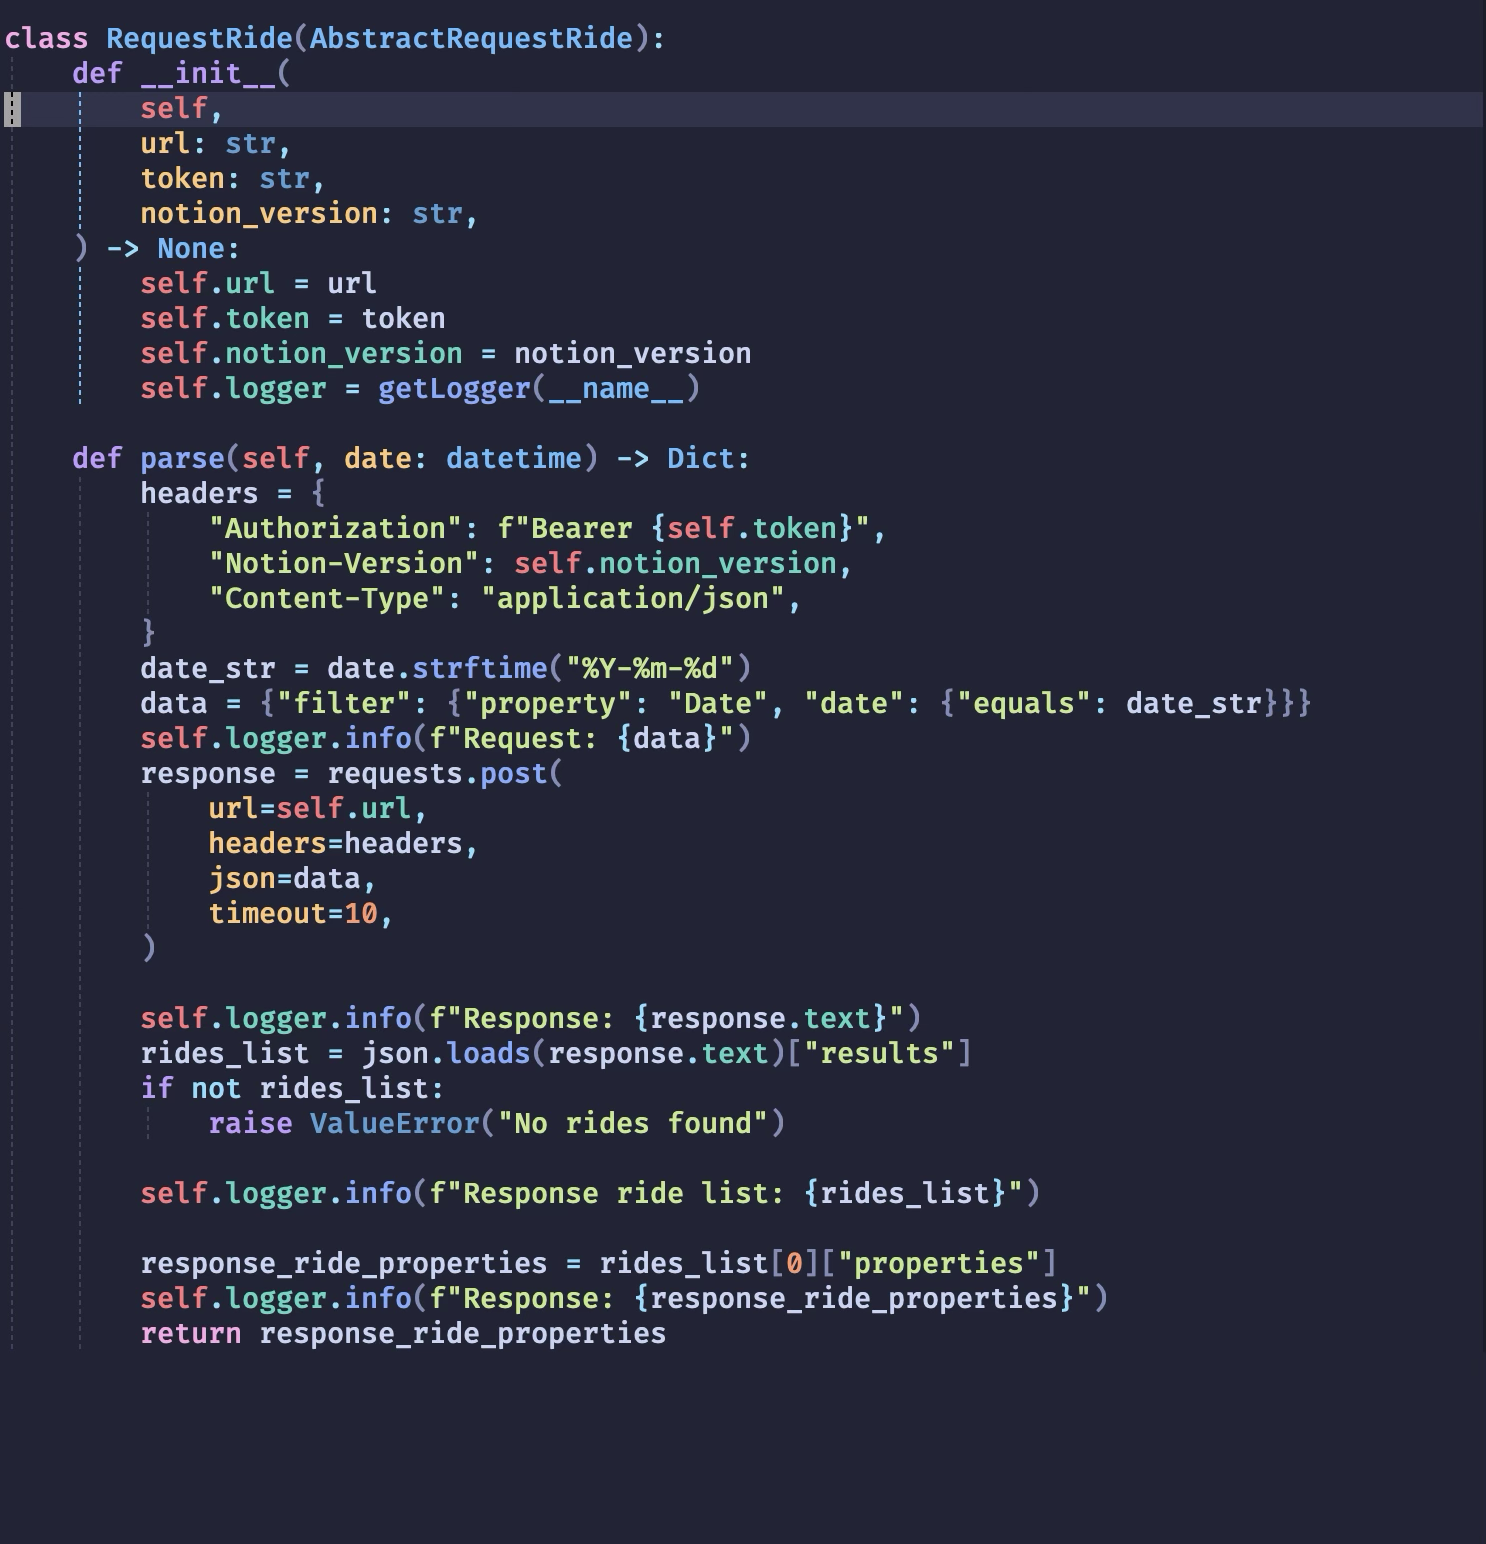 class RequestRide(AbstractRequestRide):
    def __init__(
        self,
        url: str,
        token: str,
        notion_version: str,
    ) -> None:
        self.url = url
        self.token = token
        self.notion_version = notion_version
        self.logger = getLogger(__name__)

    def parse(self, date: datetime) -> Dict:
        headers = {
            "Authorization": f"Bearer {self.token}",
            "Notion-Version": self.notion_version,
            "Content-Type": "application/json",
        }
        date_str = date.strftime("%Y-%m-%d")
        data = {"filter": {"property": "Date", "date": {"equals": date_str}}}
        self.logger.info(f"Request: {data}")
        response = requests.post(
            url=self.url,
            headers=headers,
            json=data,
            timeout=10,
        )

        self.logger.info(f"Response: {response.text}")
        rides_list = json.loads(response.text)["results"]
        if not rides_list:
            raise ValueError("No rides found")

        self.logger.info(f"Response ride list: {rides_list}")

        response_ride_properties = rides_list[0]["properties"]
        self.logger.info(f"Response: {response_ride_properties}")
        return response_ride_properties